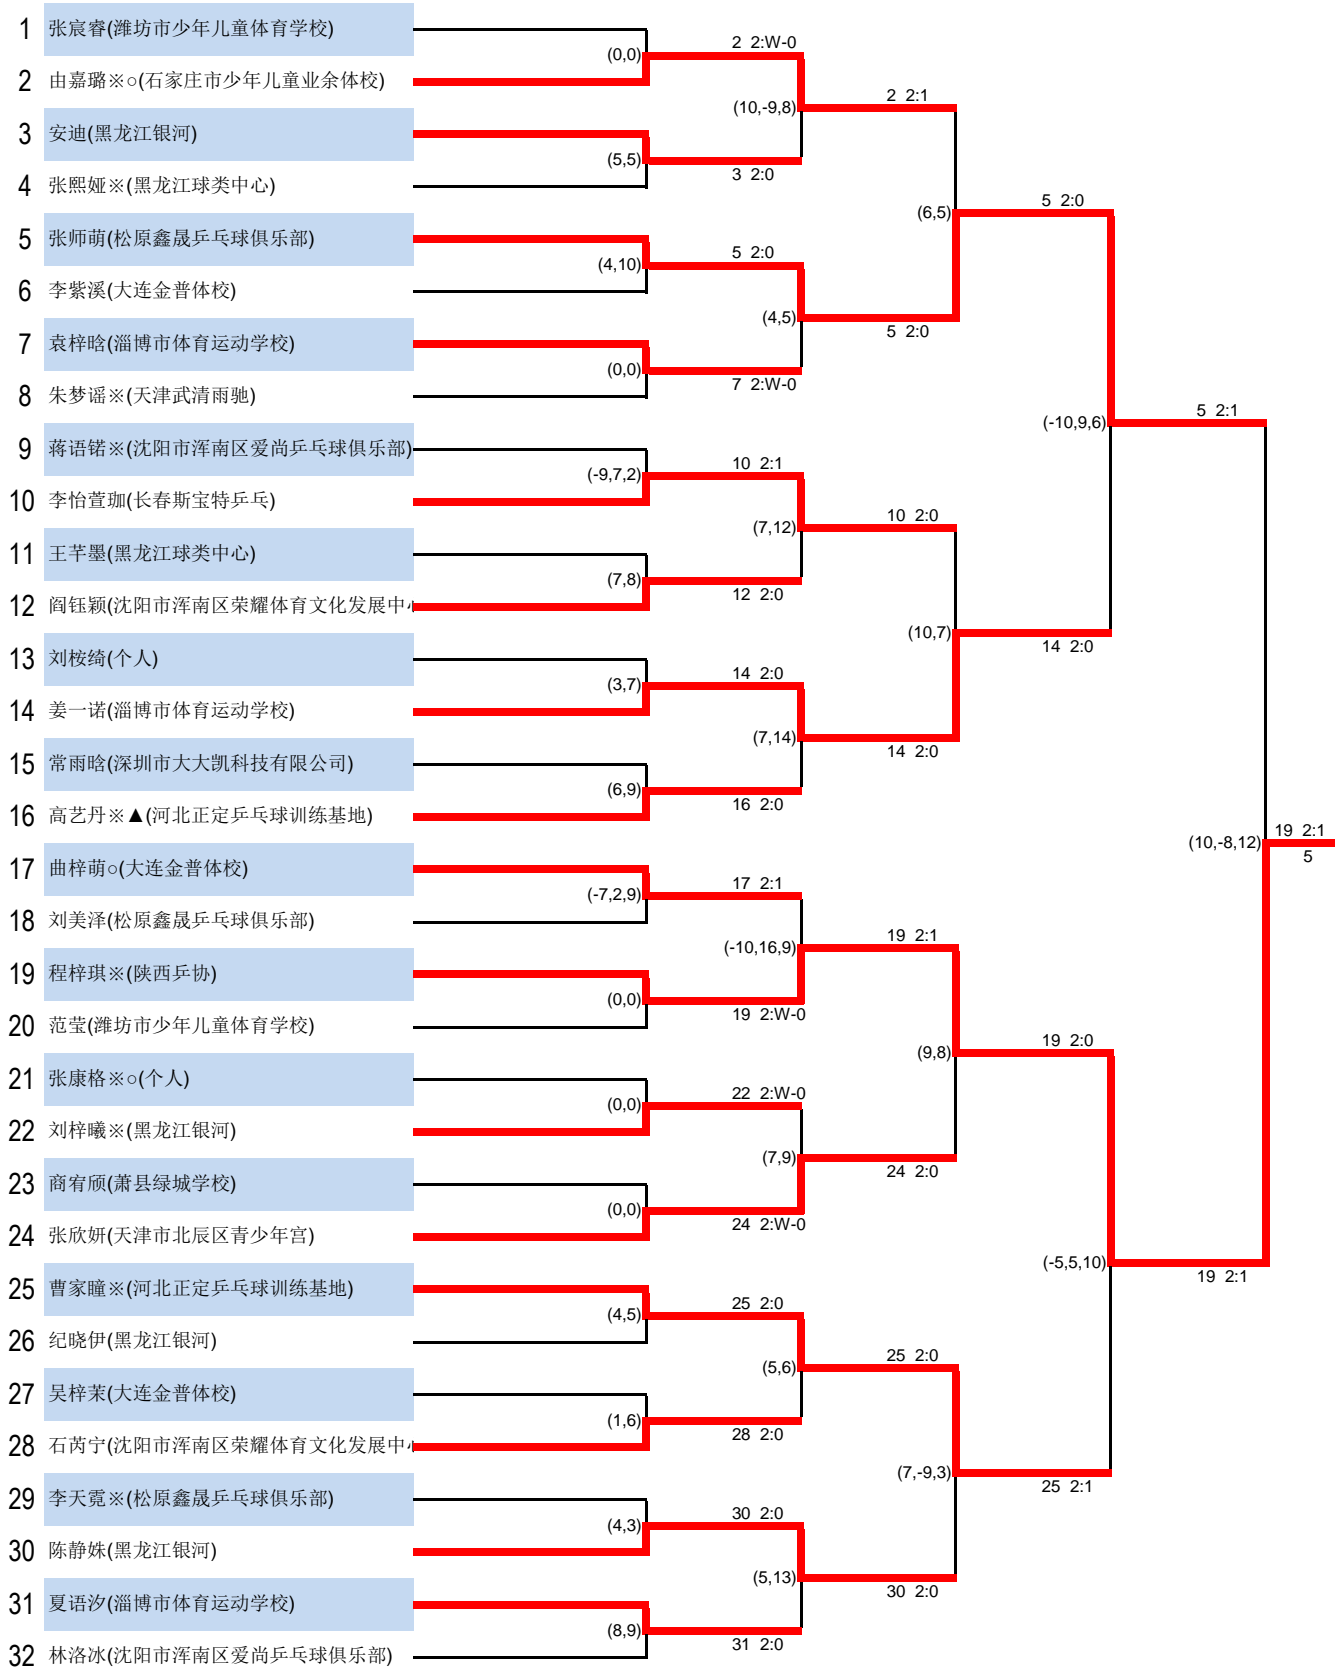 1 张宸睿(潍坊市少年儿童体育学校)
2 2:W-0
(0,0)
2 由嘉璐※○(石家庄市少年儿童业余体校)
2 2:1
(10,-9,8)
3 安迪(黑龙江银河)
(5,5)
3 2:0
4 张熙娅※(黑龙江球类中心)
5 2:0
(6,5)
5 张师萌(松原鑫晟乒乓球俱乐部)
5 2:0
(4,10)
6 李紫溪(大连金普体校)
(4,5)
5 2:0
7 袁梓晗(淄博市体育运动学校)
(0,0)
7 2:W-0
8 朱梦谣※(天津武清雨驰)
5 2:1
(-10,9,6)
9 蒋语锘※(沈阳市浑南区爱尚乒乓球俱乐部)
10 2:1
(-9,7,2)
10 李怡萱珈(长春斯宝特乒乓)
10 2:0
(7,12)
11 王芊墨(黑龙江球类中心)
(7,8)
12 2:0
12 阎钰颖(沈阳市浑南区荣耀体育文化发展中
(10,7)
14 2:0
13 刘桉绮(个人)
14 2:0
(3,7)
14 姜一诺(淄博市体育运动学校)
(7,14)
14 2:0
15 常雨晗(深圳市大大凯科技有限公司)
(6,9)
16 2:0
16 高艺丹※▲(河北正定乒乓球训练基地)
19 2:1
(10,-8,12)
5
17 曲梓萌○(大连金普体校)
17 2:1
(-7,2,9)
18 刘美泽(松原鑫晟乒乓球俱乐部)
19 2:1
(-10,16,9)
19 程梓琪※(陕西乒协)
(0,0)
19 2:W-0
20 范莹(潍坊市少年儿童体育学校)
19 2:0
(9,8)
21 张康格※○(个人)
22 2:W-0
(0,0)
22 刘梓曦※(黑龙江银河)
(7,9)
24 2:0
23 商宥颀(萧县绿城学校)
(0,0)
24 2:W-0
24 张欣妍(天津市北辰区青少年宫)
(-5,5,10)
19 2:1
25 曹家瞳※(河北正定乒乓球训练基地)
25 2:0
(4,5)
26 纪晓伊(黑龙江银河)
25 2:0
(5,6)
27 吴梓茉(大连金普体校)
(1,6)
28 2:0
28 石芮宁(沈阳市浑南区荣耀体育文化发展中
(7,-9,3)
25 2:1
29 李天霓※(松原鑫晟乒乓球俱乐部)
30 2:0
(4,3)
30 陈静姝(黑龙江银河)
(5,13)
30 2:0
31 夏语汐(淄博市体育运动学校)
(8,9)
31 2:0
32 林洛冰(沈阳市浑南区爱尚乒乓球俱乐部)